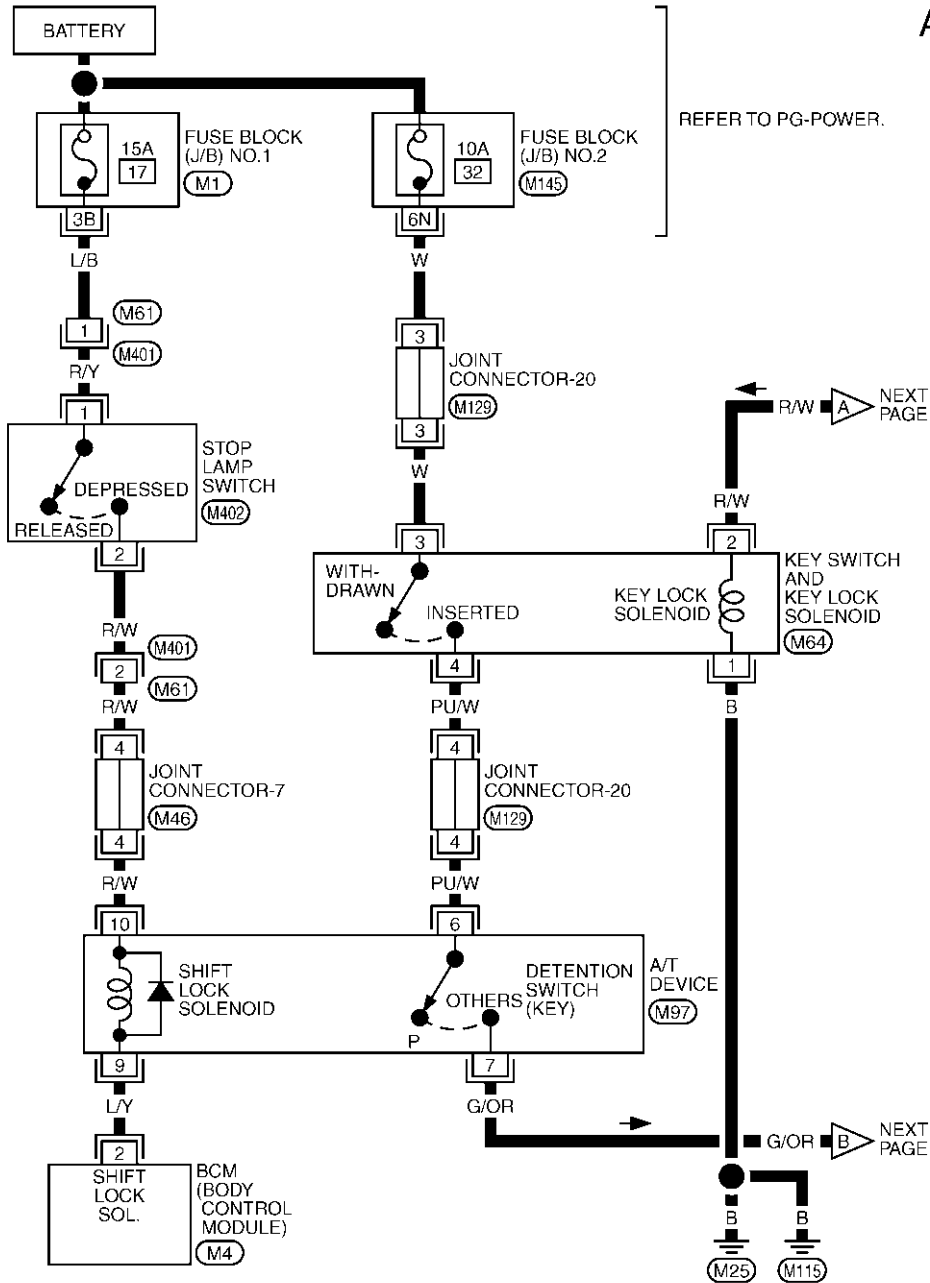 A
BATTERY
REFER TO PG-POWER.
15A
17
FUSE BLOCK
(J/B) NO.1
M1
10A
32
FUSE BLOCK
(J/B) NO.2
M145
3B
6N
L/B
W
1
M61
M401
R/Y
1
3
JOINT
CONNECTOR-20
M129
3
W
R/W
A
NEXT
PAGE
STOP
LAMP
SWITCH
M402
DEPRESSED
RELEASED
2
R/W
3
2
WITH-
DRAWN
INSERTED
KEY LOCK
SOLENOID
KEY SWITCH
AND
KEY LOCK
SOLENOID
M64
4
1
R/W
M401
2
M61
R/W
PU/W
B
4
JOINT
CONNECTOR-7
M46
4
4
JOINT
CONNECTOR-20
M129
4
R/W
PU/W
10
6
SHIFT
LOCK
SOLENOID
DETENTION
SWITCH
(KEY)
OTHERS
P
A/T
DEVICE
M97
9
7
L/Y
G/OR
G/OR
B
NEXT
PAGE
2
SHIFT
LOCK
SOL.
BCM
(BODY
CONTROL
MODULE)
M4
B
B
M25
M115